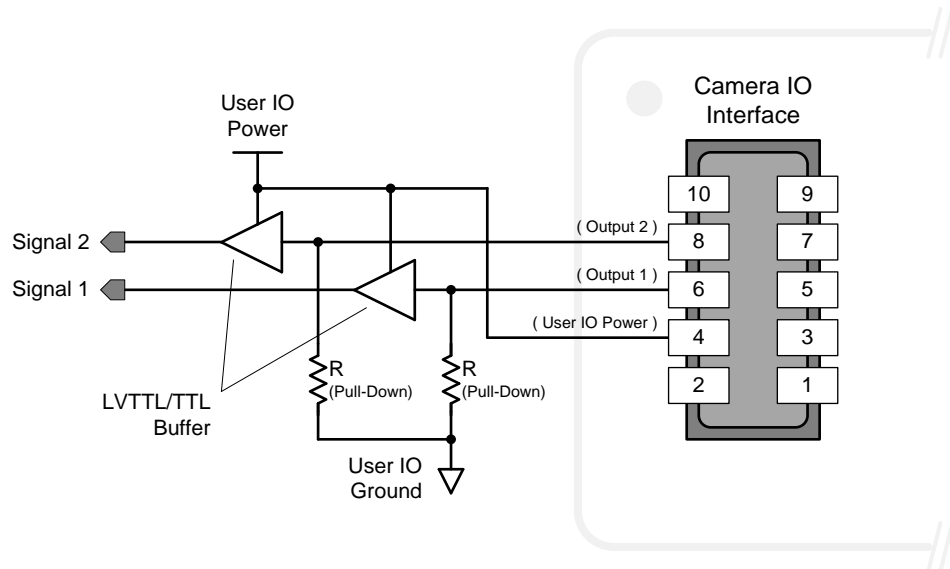 Camera IO
Interface
User IO
Power
10
9
( Output 2 )
Signal 2
8
7
( Output 1 )
Signal 1
6
5
( User IO Power )
4
3
R
(Pull-Down)
R
(Pull-Down)
2
1
LVTTL/TTL
Buffer
User IO
Ground